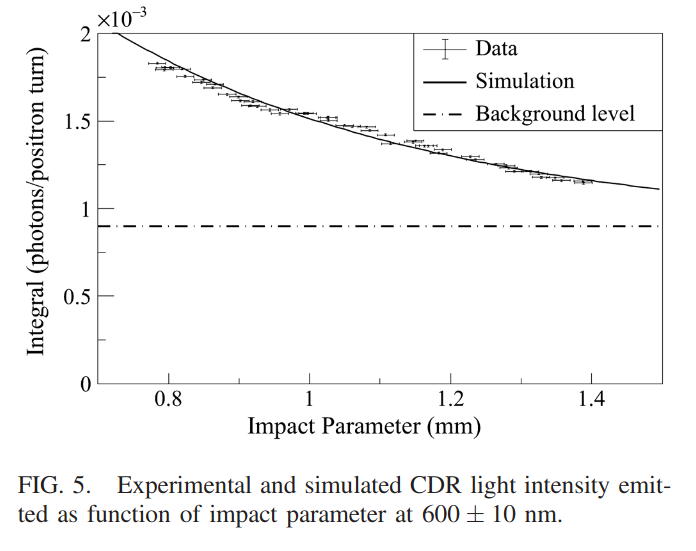 ×10⁻³
2
1.5
1
0.5
0
Integral (photons/positron turn)
Data
Simulation
Background level
0.8
1
1.2
1.4
Impact Parameter (mm)
FIG. 5. Experimental and simulated CDR light intensity emit-
ted as function of impact parameter at 600 ± 10 nm.